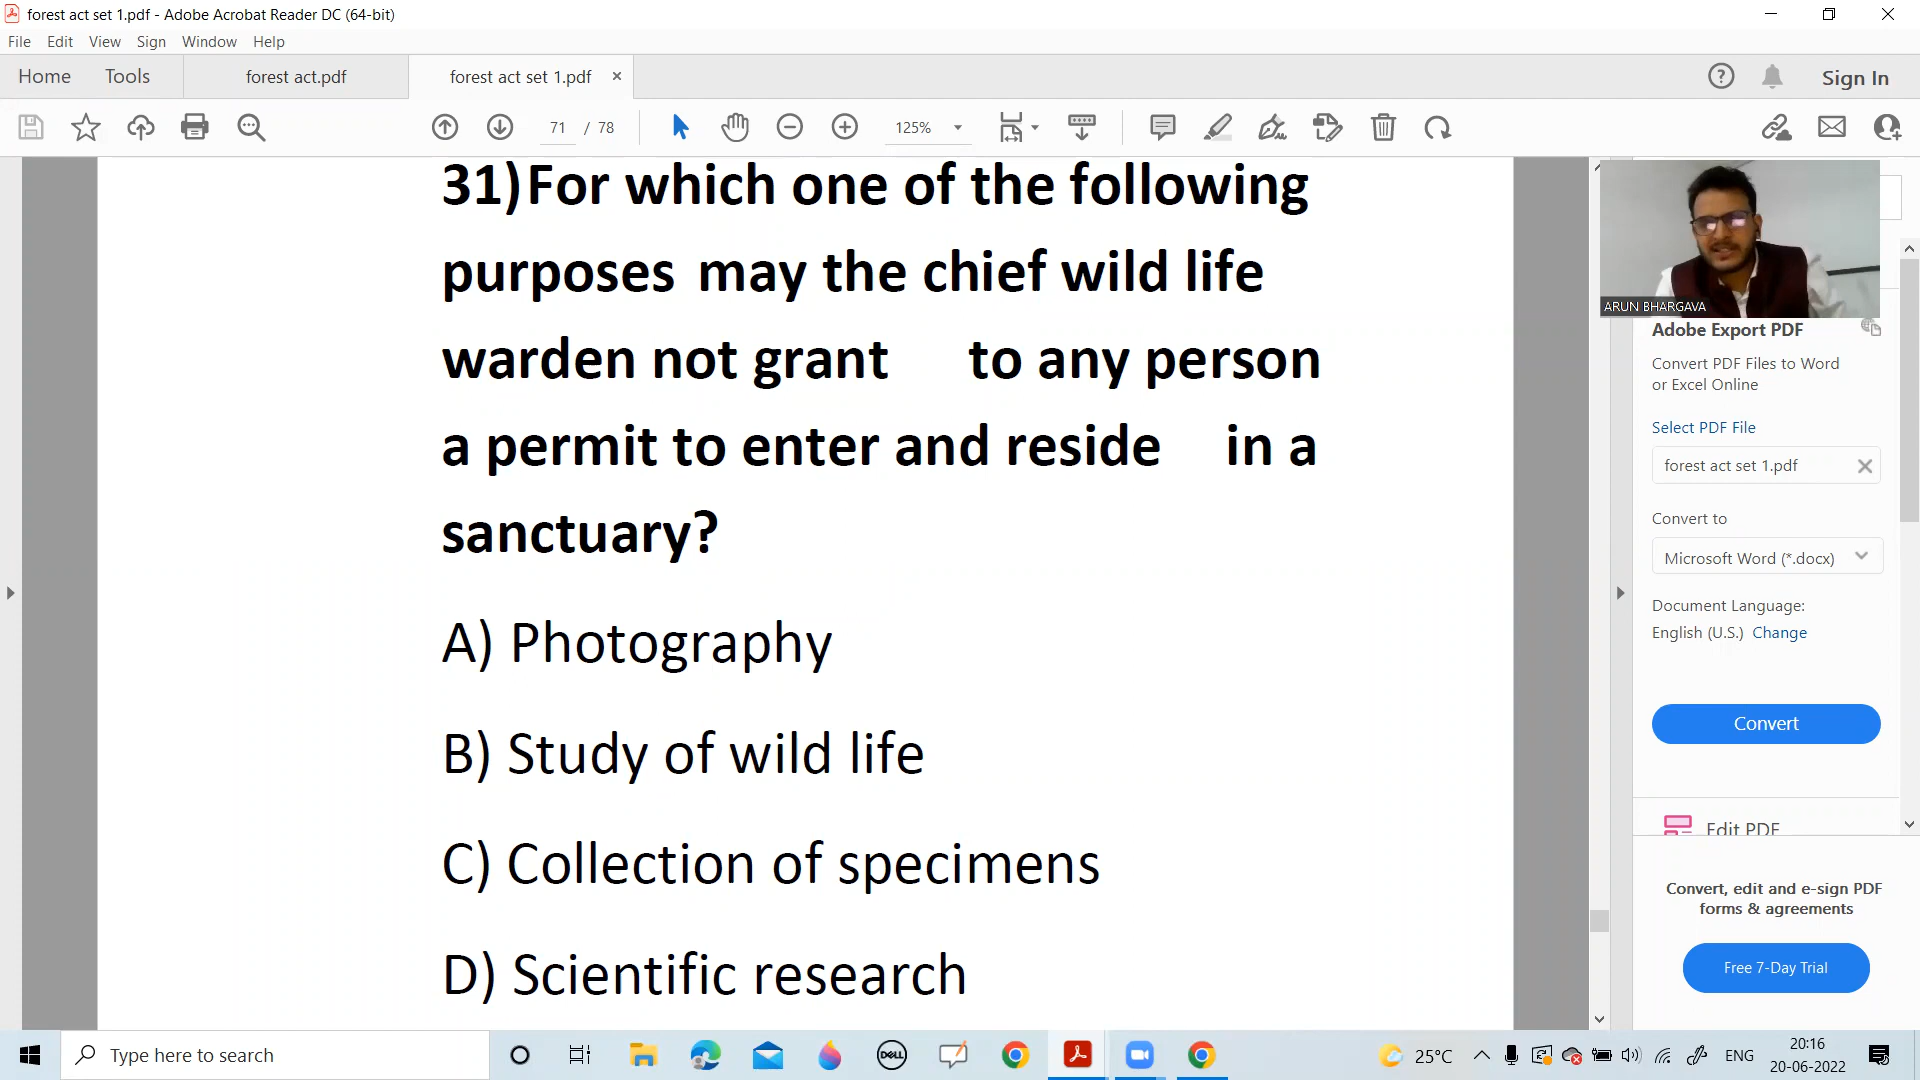 forest act set 1.pdf - Adobe Acrobat Reader DC (64-bit)
File Edit View Sign Window Help
Home Tools forest act.pdf forest act set 1.pdf × Sign In
71 / 78 125%
31) For which one of the following
purposes may the chief wild life
warden not grant to any person
a permit to enter and reside in a
sanctuary?
A) Photography
B) Study of wild life
C) Collection of specimens
D) Scientific research
ARUN BHARGAVA
Adobe Export PDF
Convert PDF Files to Word
or Excel Online
Select PDF File
forest act set 1.pdf
Convert to
Microsoft Word (*.docx)
Document Language:
English (U.S.) Change
Convert
Edit PDF
Convert, edit and e-sign PDF
forms & agreements
Free 7-Day Trial
Type here to search
DELL
25°C
ENG
20:16
20-06-2022